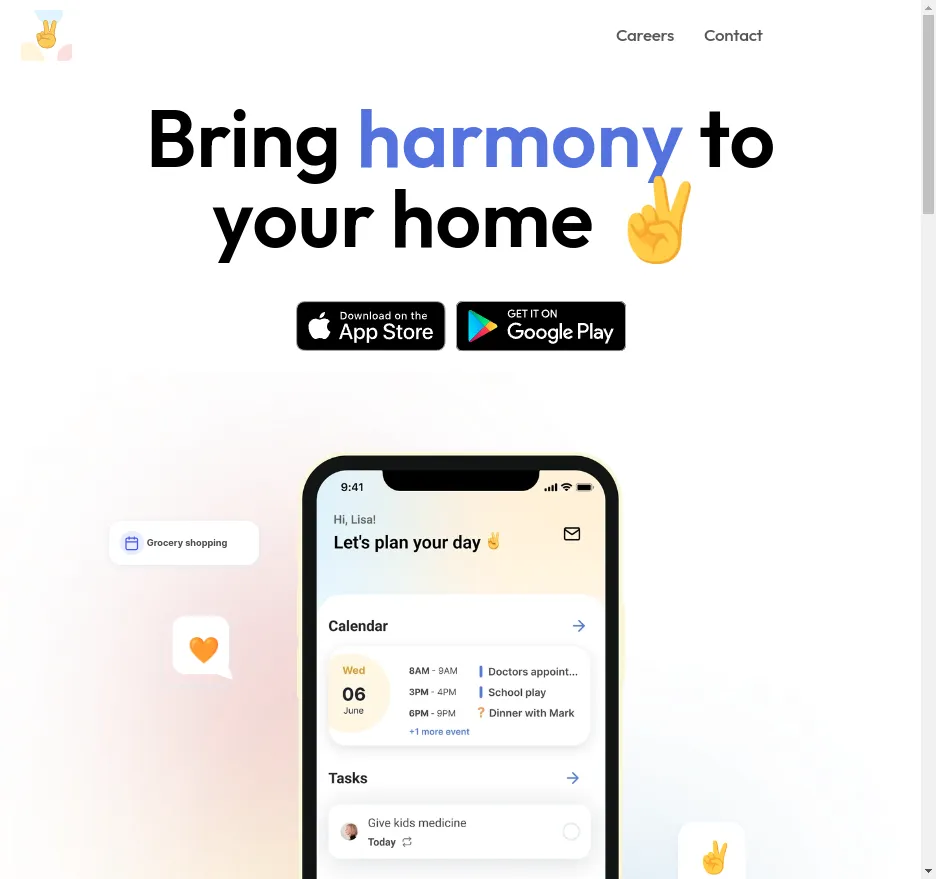 Careers Contact
Bring harmony to
your home ✌️
Download on the
App Store
GET IT ON
Google Play
9:41
Hi, Lisa!
Let's plan your day ✌️
Grocery shopping
Calendar
Wed
06
June
8AM - 9AM Doctors appoint...
3PM - 4PM School play
6PM - 9PM ? Dinner with Mark
+1 more event
Tasks
Give kids medicine
Today